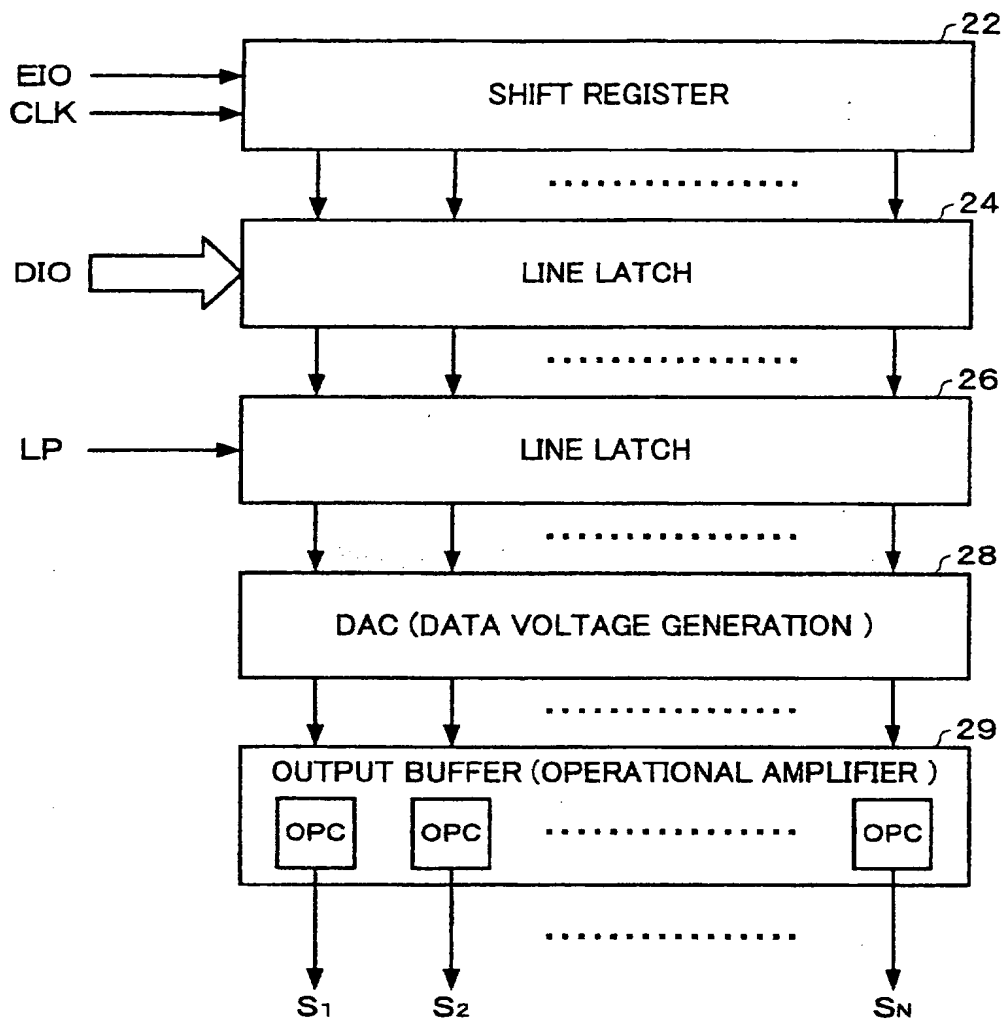 22
EIO
CLK
SHIFT REGISTER
24
DIO
LINE LATCH
26
LP
LINE LATCH
28
DAC (DATA VOLTAGE GENERATION )
29
OUTPUT BUFFER (OPERATIONAL AMPLIFIER )
OPC OPC OPC
S1 S2 SN